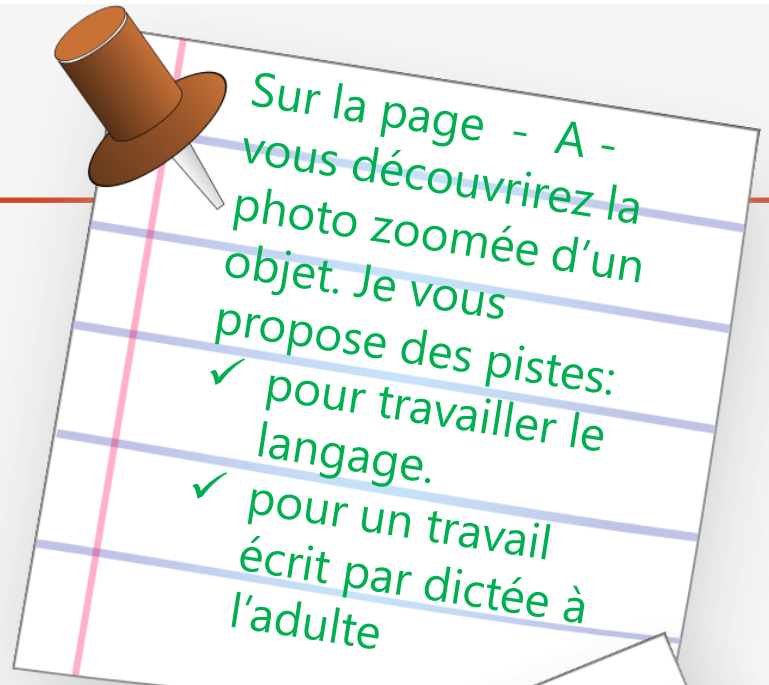 Sur la page - A -
vous découvrirez la
photo zoomée d’un
objet. Je vous
propose des pistes:
✓ pour travailler le
langage.
✓ pour un travail
écrit par dictée à
l’adulte